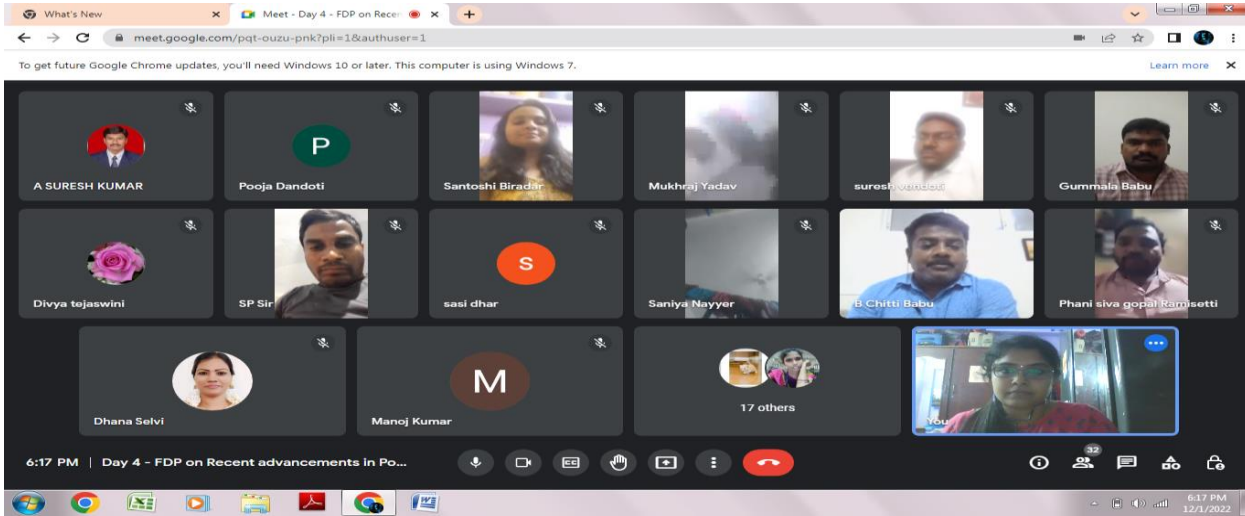 What's New
Meet - Day 4 - FDP on Recen
meet.google.com/pqt-ouzu-pnk?pli=1&authuser=1
To get future Google Chrome updates, you'll need Windows 10 or later. This computer is using Windows 7.
Learn more
P
A SURESH KUMAR
Pooja Dandoti
Santoshi Biradar
Mukhraj Yadav
suresh
Gummala Babu
s
Divya tejaswini
SP Sir
sasi dhar
Saniya Nayyer
B Chitti Babu
Phani siva gopal Ramisetti
M
17 others
Dhana Selvi
Manoj Kumar
You
6:17 PM | Day 4 - FDP on Recent advancements in Po...
CC
32
6:17 PM
12/1/2022